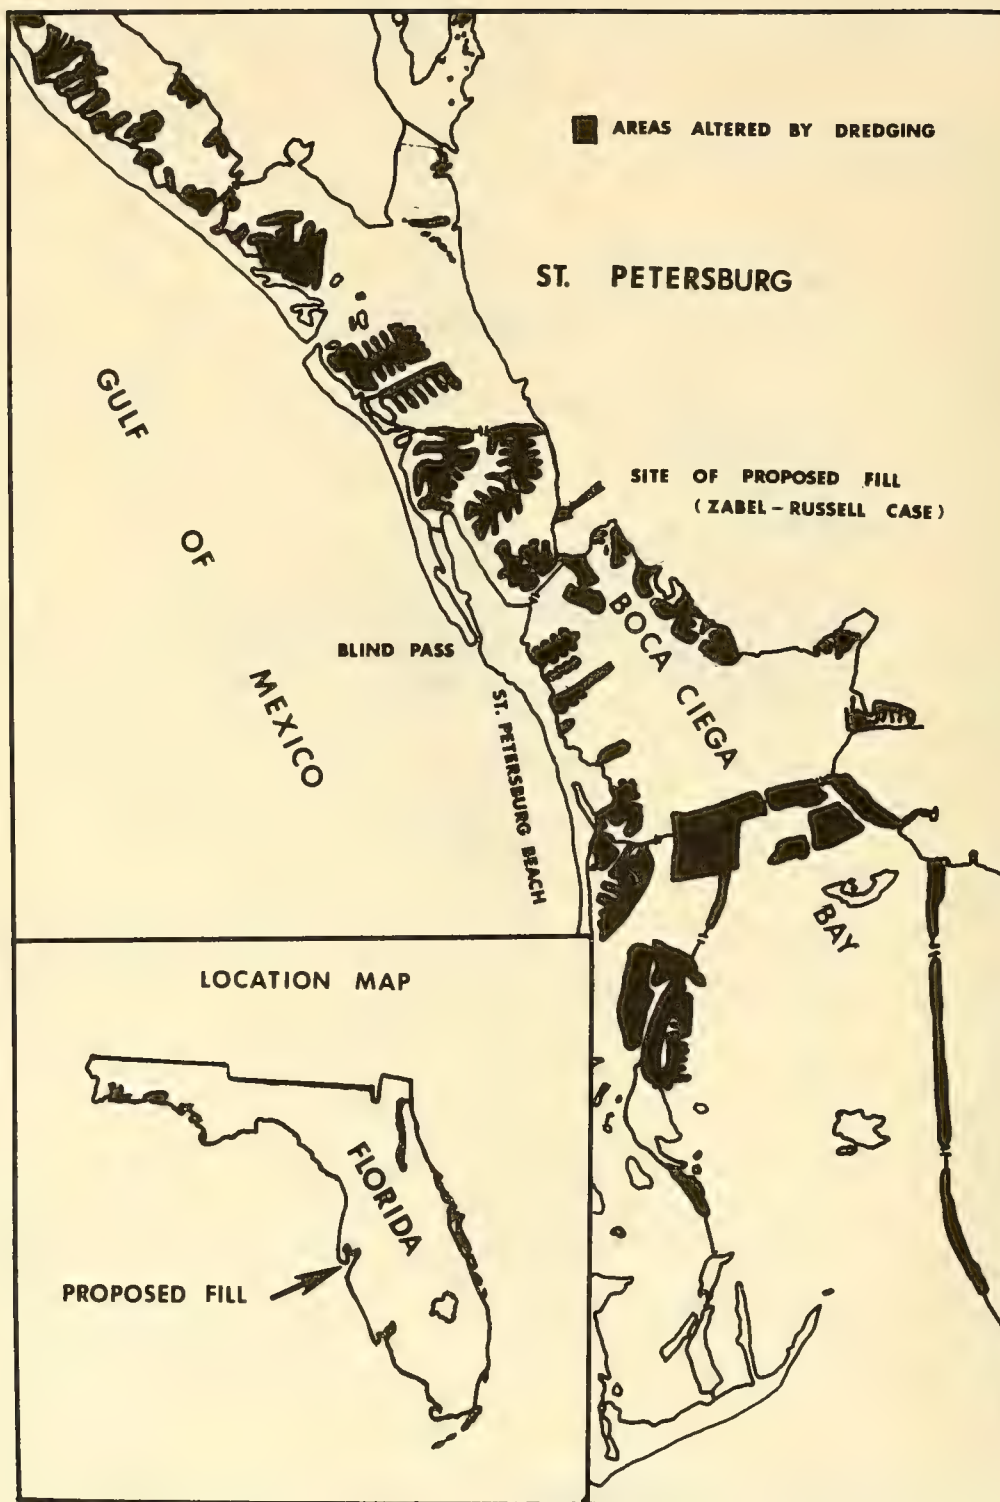 AREAS ALTERED BY DREDGING
ST. PETERSBURG
GULF OF MEXICO
SITE OF PROPOSED FILL
( ZABEL - RUSSELL CASE )
BLIND PASS
BOCA CIEGA BAY
ST. PETERSBURG BEACH
LOCATION MAP
FLORIDA
PROPOSED FILL